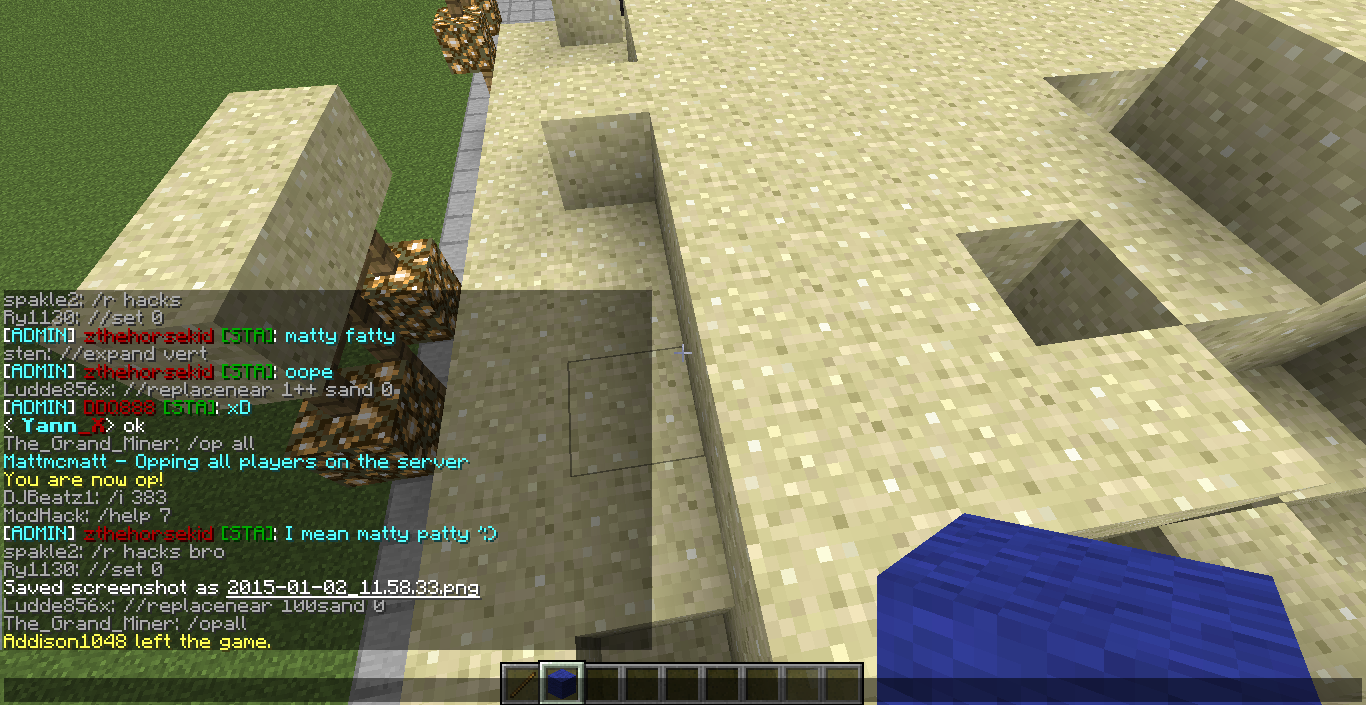 spakle2: /r hacks
Ry1130: //set 0
[ADMIN] zthehorsekid [STA]: matty fatty
sten: //expand vert
[ADMIN] zthehorsekid [STA]: oope
Ludde856x: //replacenear 1++ sand 0
[ADMIN] DDQ888 [STA]: xD
< Yann_X> ok
The_Grand_Miner: /op all
Mattmcmatt - Opping all players on the server
You are now op!
DJBeatz1: /i 383
ModHack: /help 7
[ADMIN] zthehorsekid [STA]: I mean matty patty ':)
spakle2: /r hacks bro
Ry1130: //set 0
Saved screenshot as 2015-01-02_11.58.33.png
Ludde856x: //replacenear 100sand 0
The_Grand_Miner: /opall
Addison1048 left the game.